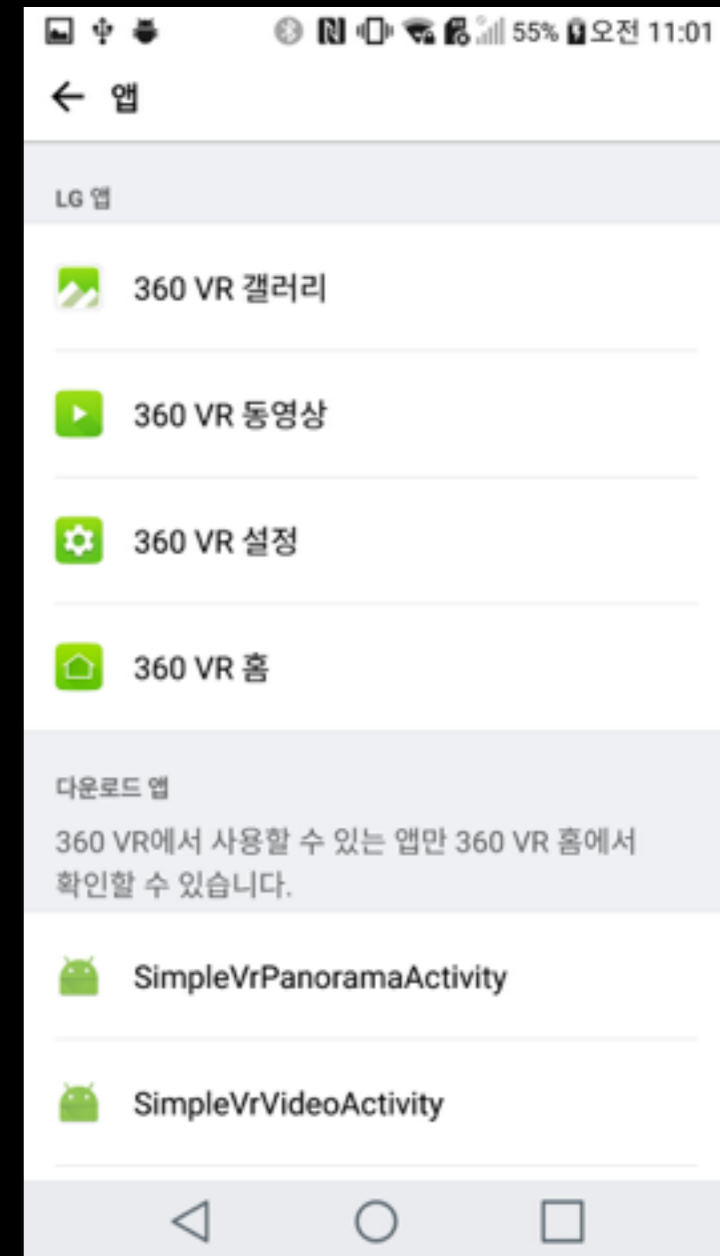 55% 오전 11:01
앱
LG 앱
360 VR 갤러리
360 VR 동영상
360 VR 설정
360 VR 홈
다운로드 앱
360 VR에서 사용할 수 있는 앱만 360 VR 홈에서
확인할 수 있습니다.
SimpleVrPanoramaActivity
SimpleVrVideoActivity